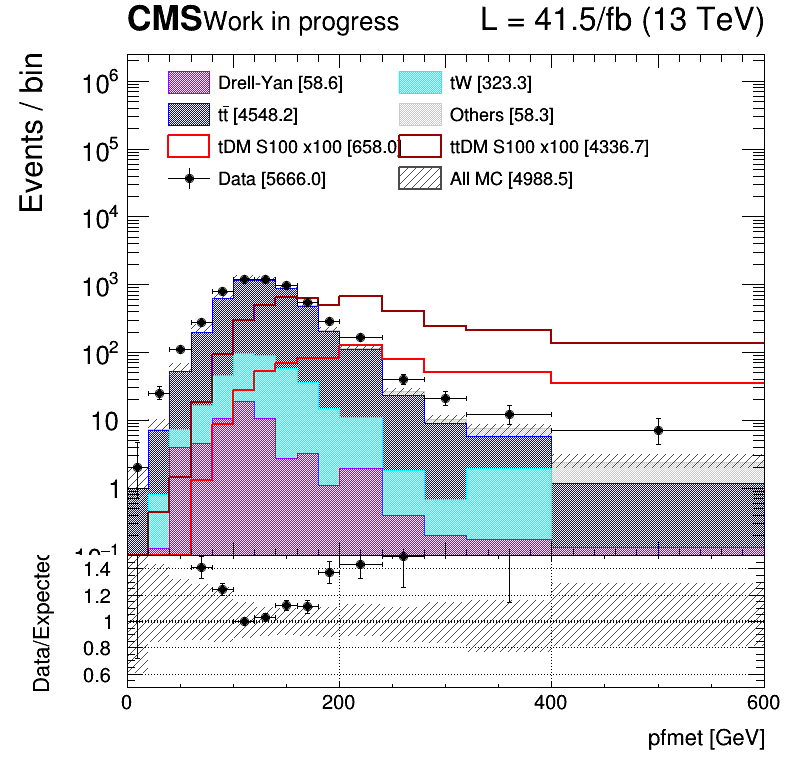 CMS Work in progress L = 41.5/fb (13 TeV)
Events / bin
10⁶
10⁵
10⁴
10³
10²
10
1
10⁻¹
Drell-Yan [58.6] tW [323.3]
tt̄ [4548.2] Others [58.3]
tDM S100 x100 [658.0] ttDM S100 x100 [4336.7]
Data [5666.0] All MC [4988.5]
Data/Expected
1.4
1.2
1
0.8
0.6
0 200 400 600
pfmet [GeV]